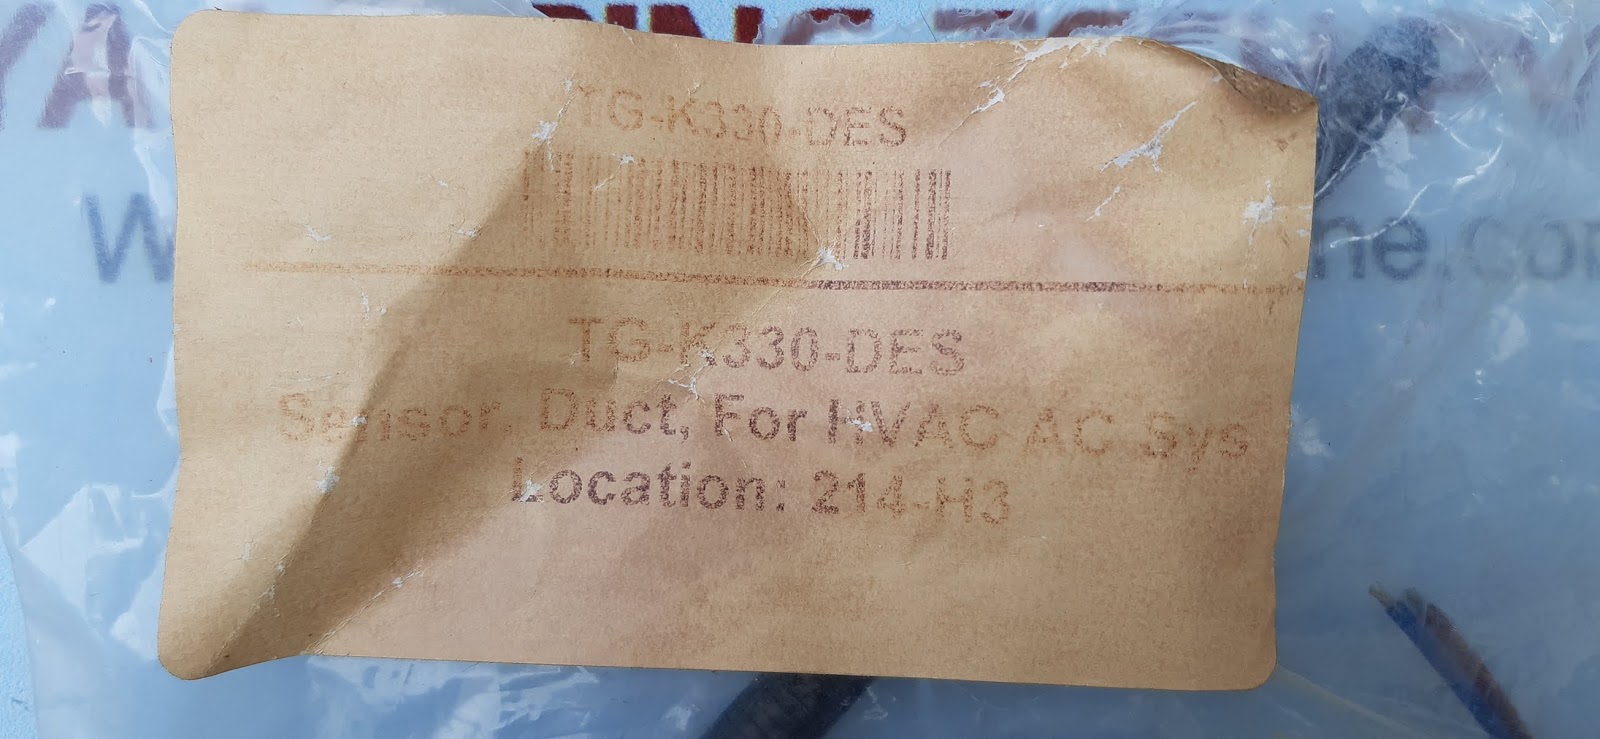 TG-K330-DES
TG-K330-DES
Sensor, Duct, For HVAC AC Sys
Location: 214-H3